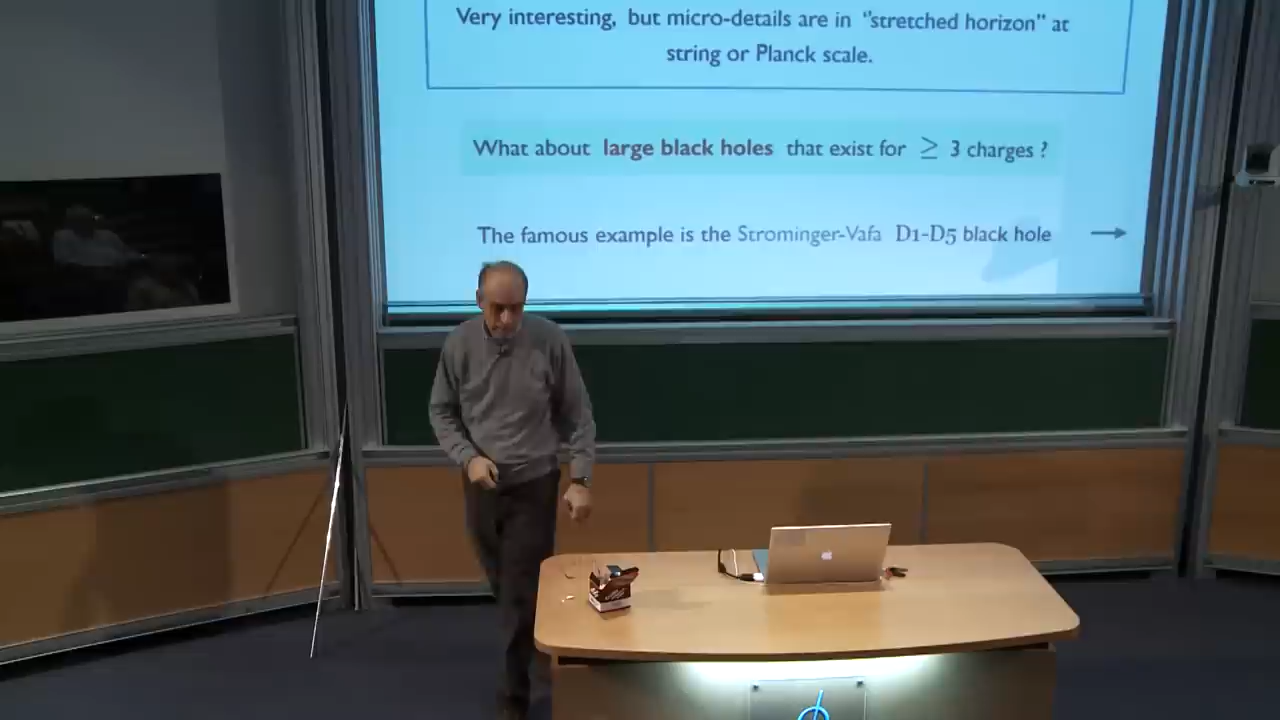 Very interesting, but micro-details are in "stretched horizon" at
string or Planck scale.
What about large black holes that exist for ≥ 3 charges ?
The famous example is the Strominger-Vafa D1-D5 black hole →